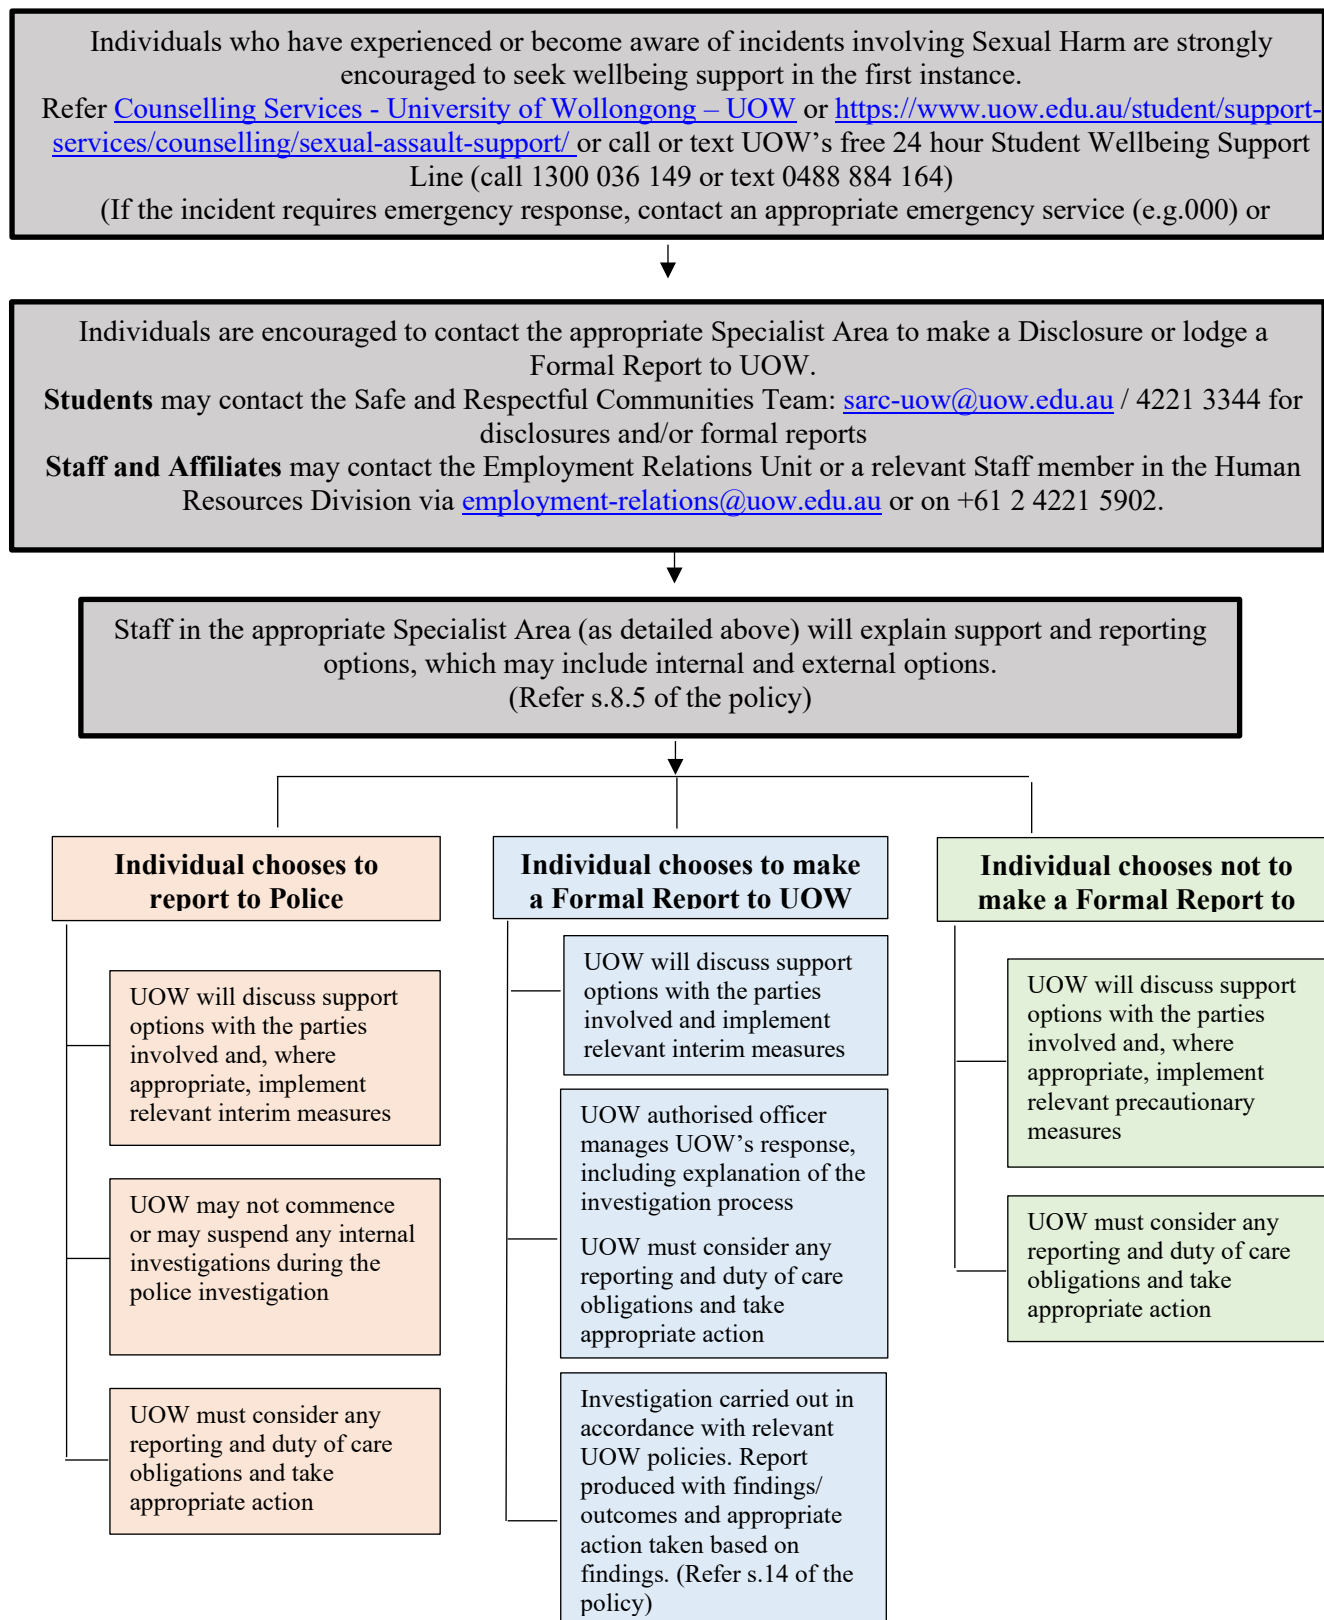 Individuals who have experienced or become aware of incidents involving Sexual Harm are strongly
encouraged to seek wellbeing support in the first instance.
Refer Counselling Services - University of Wollongong – UOW or https://www.uow.edu.au/student/support-
services/counselling/sexual-assault-support/ or call or text UOW’s free 24 hour Student Wellbeing Support
Line (call 1300 036 149 or text 0488 884 164)
(If the incident requires emergency response, contact an appropriate emergency service (e.g.000) or
Individuals are encouraged to contact the appropriate Specialist Area to make a Disclosure or lodge a
Formal Report to UOW.
Students may contact the Safe and Respectful Communities Team: sarc-uow@uow.edu.au / 4221 3344 for
disclosures and/or formal reports
Staff and Affiliates may contact the Employment Relations Unit or a relevant Staff member in the Human
Resources Division via employment-relations@uow.edu.au or on +61 2 4221 5902.
Staff in the appropriate Specialist Area (as detailed above) will explain support and reporting
options, which may include internal and external options.
(Refer s.8.5 of the policy)
Individual chooses to
report to Police
UOW will discuss support
options with the parties
involved and, where
appropriate, implement
relevant interim measures
UOW may not commence
or may suspend any internal
investigations during the
police investigation
UOW must consider any
reporting and duty of care
obligations and take
appropriate action
Individual chooses to make
a Formal Report to UOW
UOW will discuss support
options with the parties
involved and implement
relevant interim measures
UOW authorised officer
manages UOW’s response,
including explanation of the
investigation process
UOW must consider any
reporting and duty of care
obligations and take
appropriate action
Investigation carried out in
accordance with relevant
UOW policies. Report
produced with findings/
outcomes and appropriate
action taken based on
findings. (Refer s.14 of the
policy)
Individual chooses not to
make a Formal Report to
UOW will discuss support
options with the parties
involved and, where
appropriate, implement
relevant precautionary
measures
UOW must consider any
reporting and duty of care
obligations and take
appropriate action